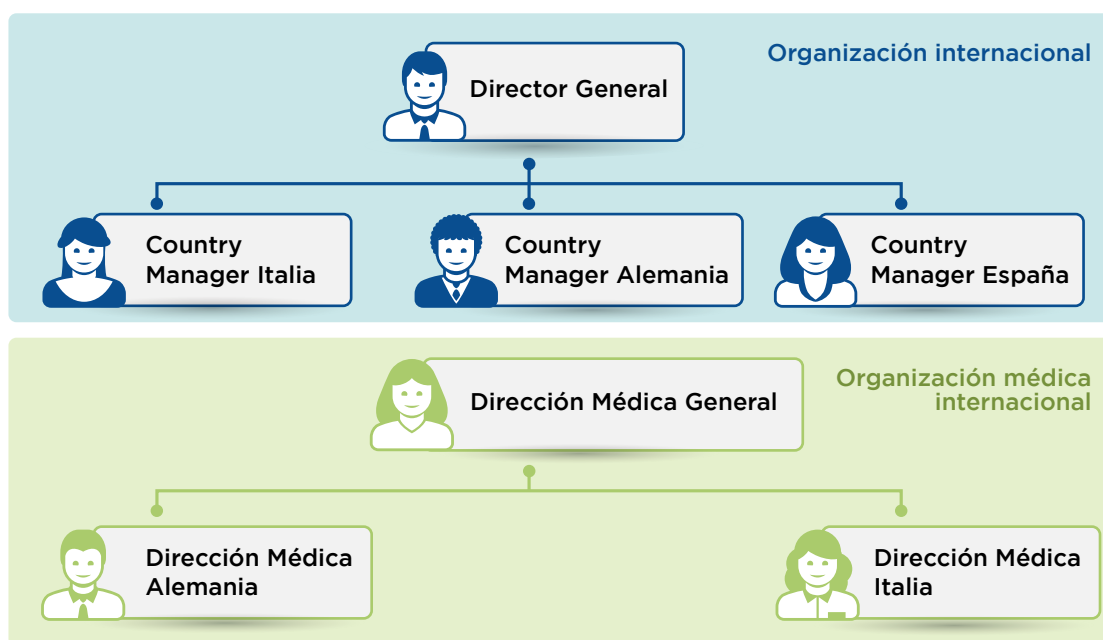 Organización internacional
Director General
Country
Manager Italia
Country
Manager Alemania
Country
Manager España
Organización médica
internacional
Dirección Médica General
Dirección Médica
Alemania
Dirección Médica
Italia